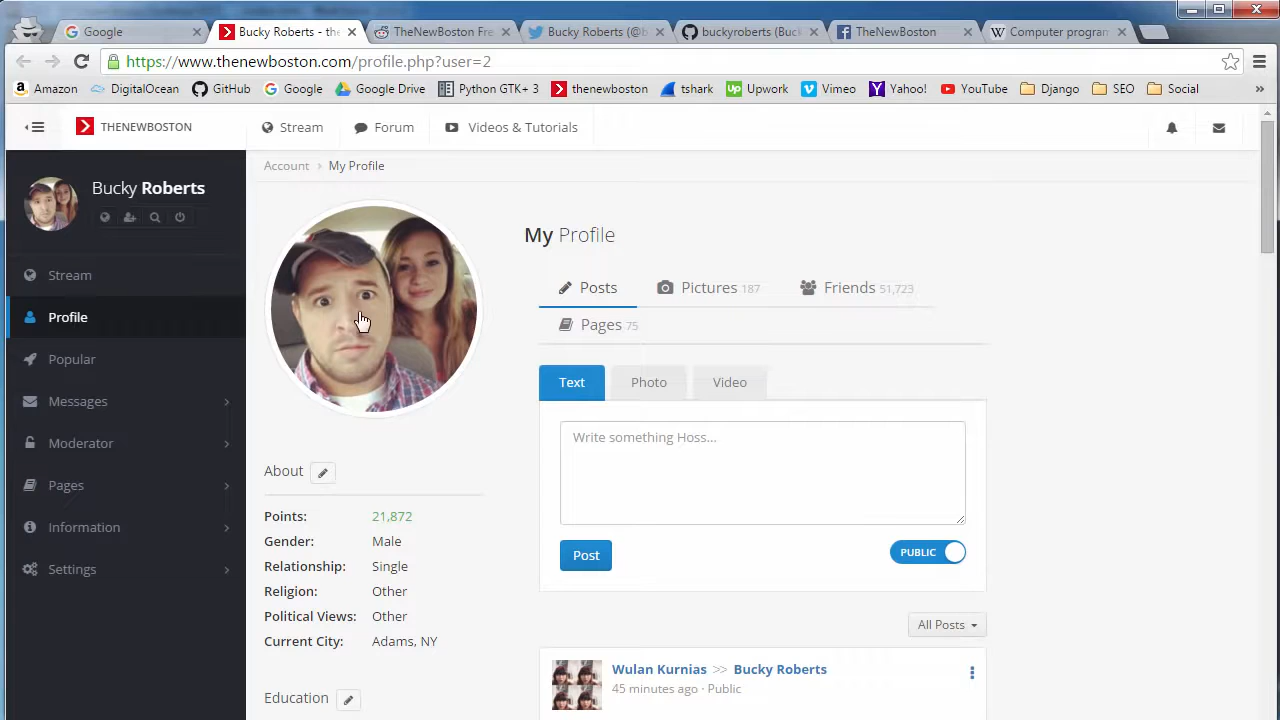 Google
Bucky Roberts - the
TheNewBoston Fre
Bucky Roberts (@b
buckyroberts (Buc
TheNewBoston
Computer program
https://www.thenewboston.com/profile.php?user=2
Amazon DigitalOcean GitHub Google Google Drive Python GTK+ 3 thenewboston tshark Upwork Vimeo Yahoo! YouTube Django SEO Social »
THENEWBOSTON Stream Forum Videos & Tutorials
Account > My Profile
Bucky Roberts
Stream
Profile
Popular
Messages
Moderator
Pages
Information
Settings
About
Points: 21,872
Gender: Male
Relationship: Single
Religion: Other
Political Views: Other
Current City: Adams, NY
Education
My Profile
Posts Pictures 187 Friends 51,723
Pages 75
Text Photo Video
Write something Hoss...
Post PUBLIC
All Posts
Wulan Kurnias >> Bucky Roberts
45 minutes ago · Public